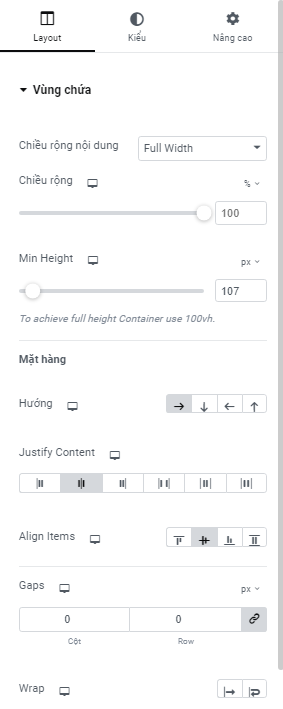 Layout Kiểu Nâng cao
Vùng chứa
Chiều rộng nội dung Full Width
Chiều rộng %
100
Min Height px
107
To achieve full height Container use 100vh.
Mặt hàng
Hướng
Justify Content
Align Items
Gaps px
0 0
Cột Row
Wrap